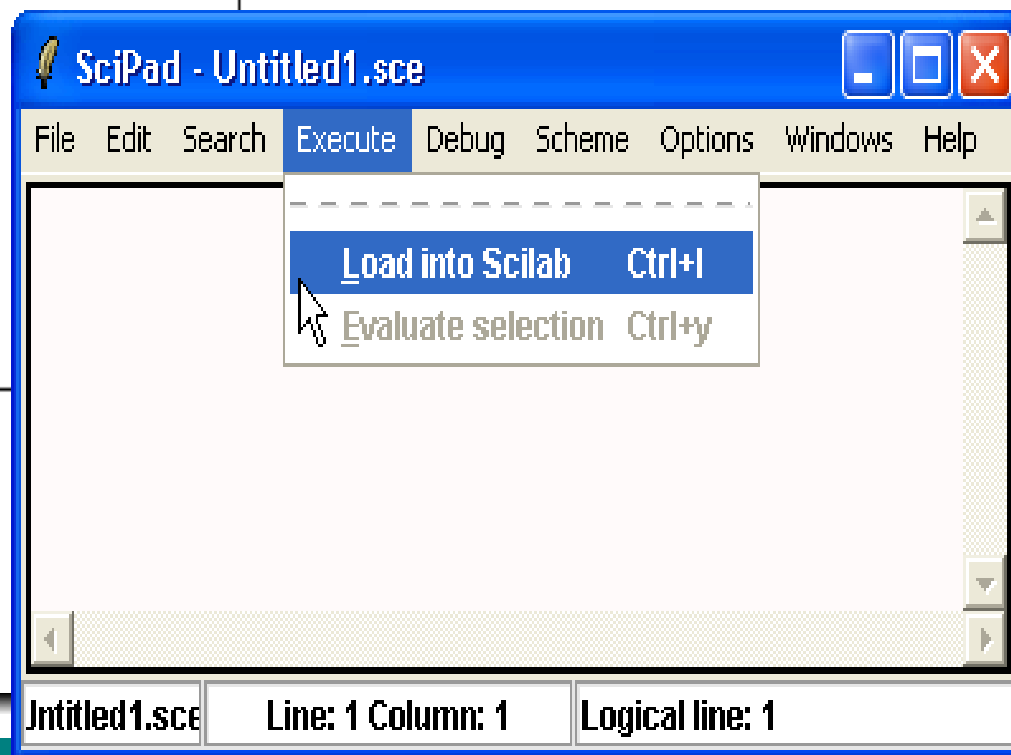 SciPad - Untitled1.sce
File Edit Search Execute Debug Scheme Options Windows Help
Load into Scilab Ctrl+l
Evaluate selection Ctrl+y
Untitled1.sce Line: 1 Column: 1 Logical line: 1